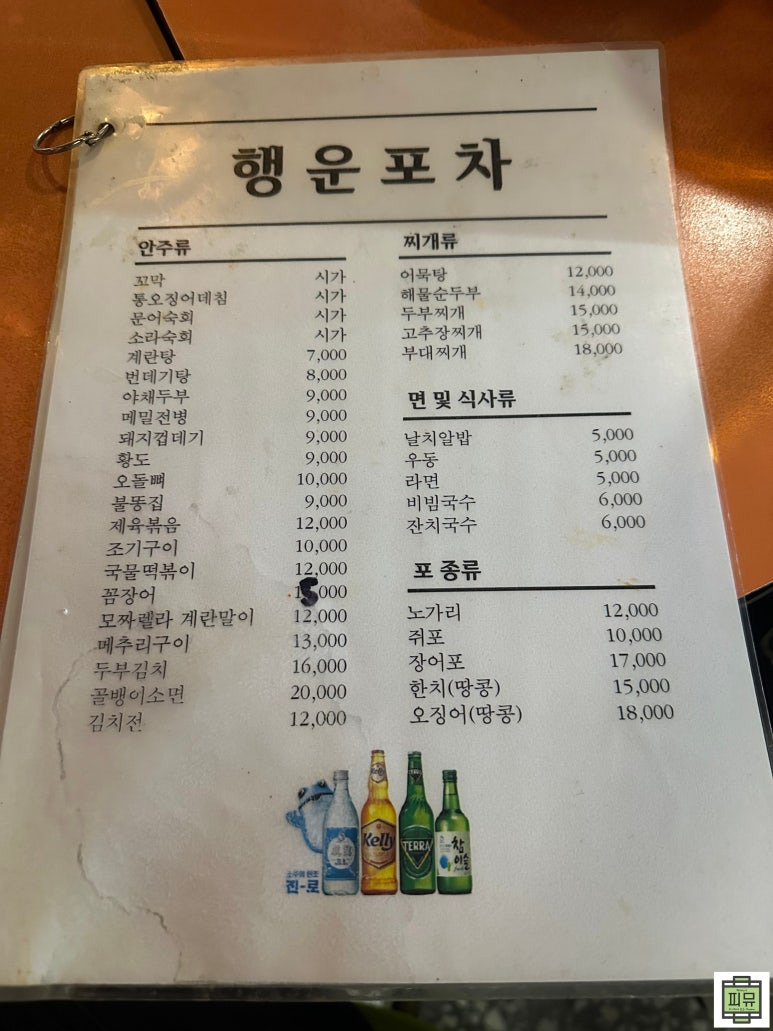 행운포차
안주류
꼬막 시가
통오징어데침 시가
문어숙회 시가
소라숙회 시가
계란탕 7,000
번데기탕 8,000
야채두부 9,000
메밀전병 9,000
돼지껍데기 9,000
황도 9,000
오돌뼈 10,000
불똥집 9,000
제육볶음 12,000
조기구이 10,000
국물떡볶이 12,000
꼼장어 15,000
모짜렐라 계란말이 12,000
메추리구이 13,000
두부김치 16,000
골뱅이소면 20,000
김치전 12,000
찌개류
어묵탕 12,000
해물순두부 14,000
두부찌개 15,000
고추장찌개 15,000
부대찌개 18,000
면 및 식사류
날치알밥 5,000
우동 5,000
라면 5,000
비빔국수 6,000
잔치국수 6,000
포 종류
노가리 12,000
쥐포 10,000
장어포 17,000
한치(땅콩) 15,000
오징어(땅콩) 18,000
소주의 원조
진-로
Kelly
TERRA
참이슬
피뮤